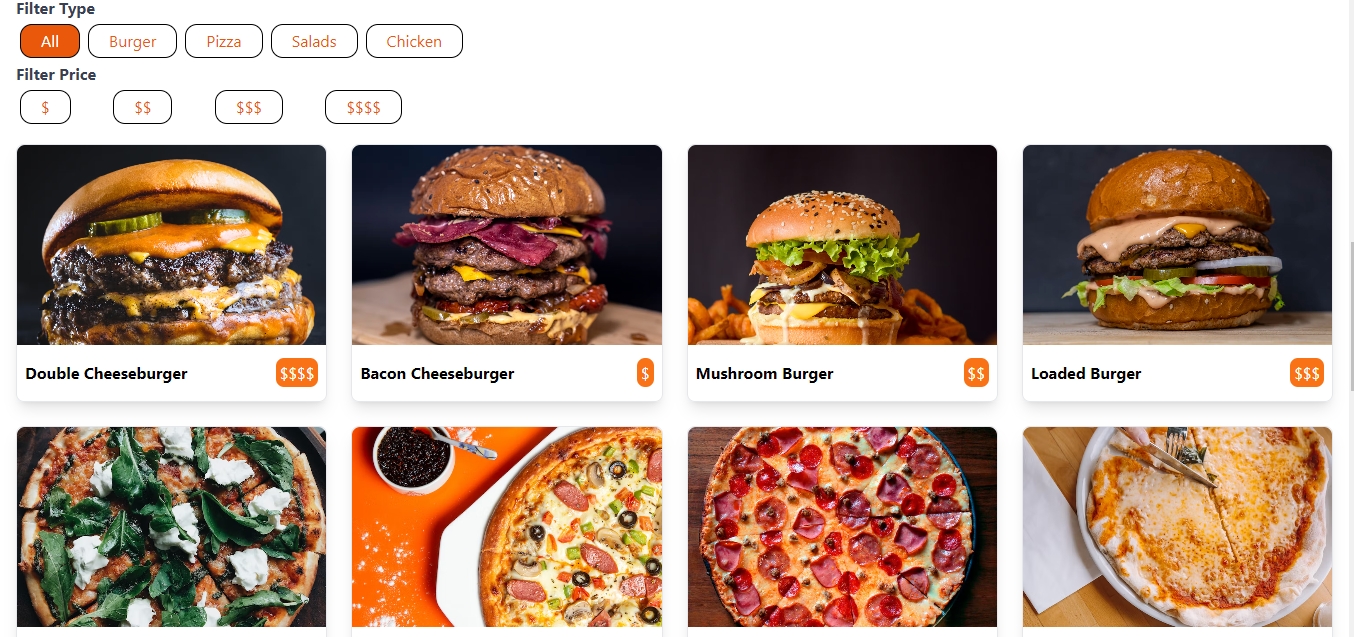 Filter Type
All Burger Pizza Salads Chicken
Filter Price
$ $$ $$$ $$$$
Double Cheeseburger $$$$
Bacon Cheeseburger $
Mushroom Burger $$
Loaded Burger $$$